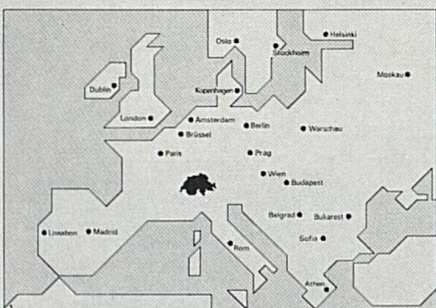 Oslo
Helsinki
Stockholm
Moskau
Dublin
Kopenhagen
London
Amsterdam
Berlin
Warschau
Brüssel
Paris
Prag
Wien
Budapest
Belgrad
Bukarest
Lissabon
Madrid
Sofia
Rom
Athen